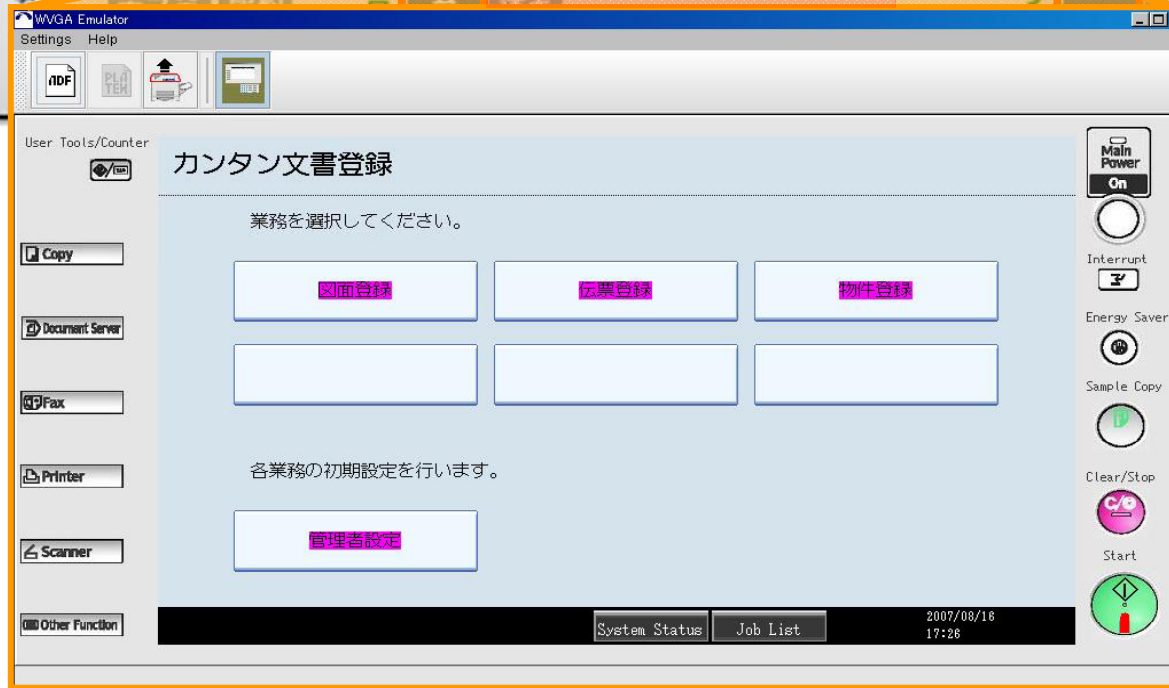 WVGA Emulator
Settings Help
ADF
PLA
TEN
User Tools/Counter
カンタン文書登録
業務を選択してください。
図面登録 伝票登録 物件登録
各業務の初期設定を行います。
管理者設定
Copy
Document Server
Fax
Printer
Scanner
Other Function
System Status
Job List
2007/08/16
17:26
Main
Power
On
Interrupt
Energy Saver
Sample Copy
Clear/Stop
Start